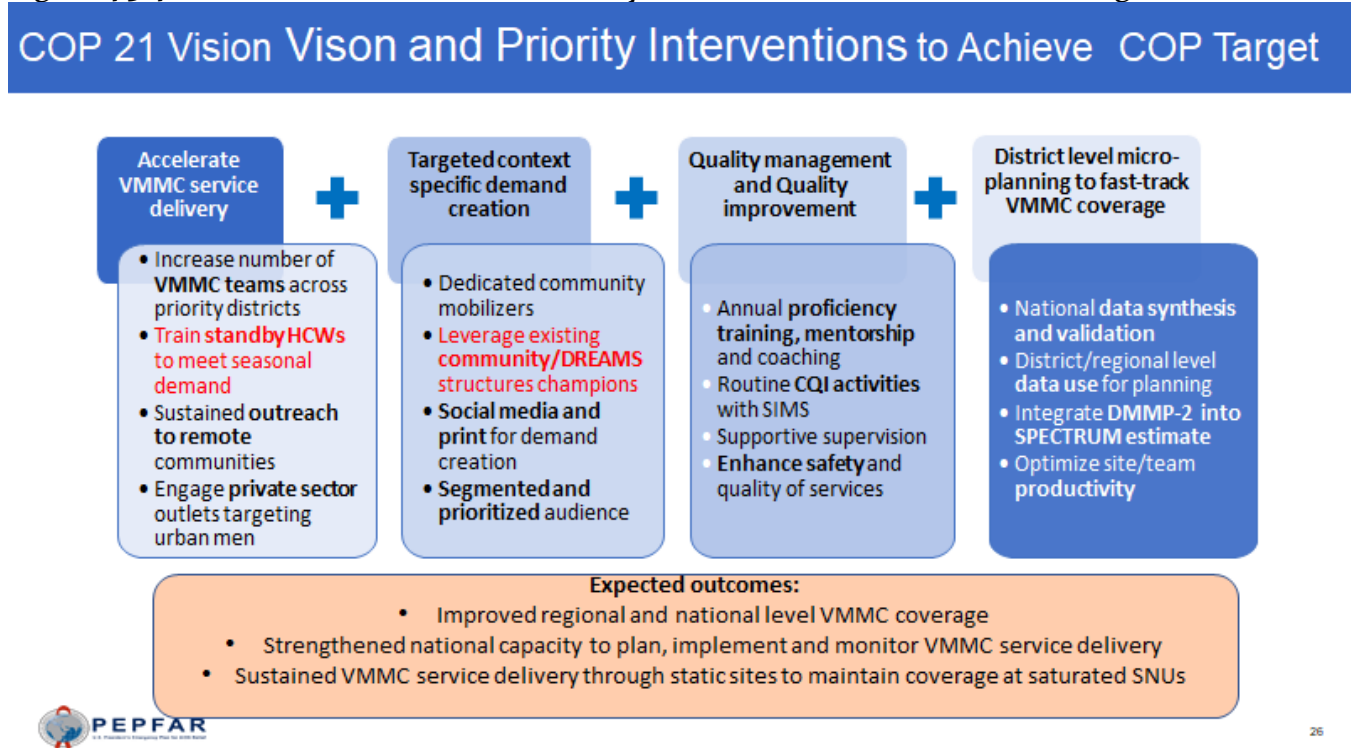 COP 21 Vision Vison and Priority Interventions to Achieve COP Target
Accelerate
VMMC service
delivery
• Increase number of
VMMC teams across
priority districts
• Train standby HCWs
to meet seasonal
demand
• Sustained outreach
to remote
communities
• Engage private sector
outlets targeting
urban men
Targeted context
specific demand
creation
• Dedicated community
mobilizers
• Leverage existing
community/DREAMS
structures champions
• Social media and
print for demand
creation
• Segmented and
prioritized audience
Quality management
and Quality
improvement
• Annual proficiency
training, mentorship
and coaching
• Routine CQI activities
with SIMS
• Supportive supervision
• Enhance safety and
quality of services
District level micro-
planning to fast-track
VMMC coverage
• National data synthesis
and validation
• District/regional level
data use for planning
• Integrate DMMP-2 into
SPECTRUM estimate
• Optimize site/team
productivity
Expected outcomes:
• Improved regional and national level VMMC coverage
• Strengthened national capacity to plan, implement and monitor VMMC service delivery
• Sustained VMMC service delivery through static sites to maintain coverage at saturated SNUs
PEPFAR
U.S. President's Emergency Plan for AIDS Relief
26